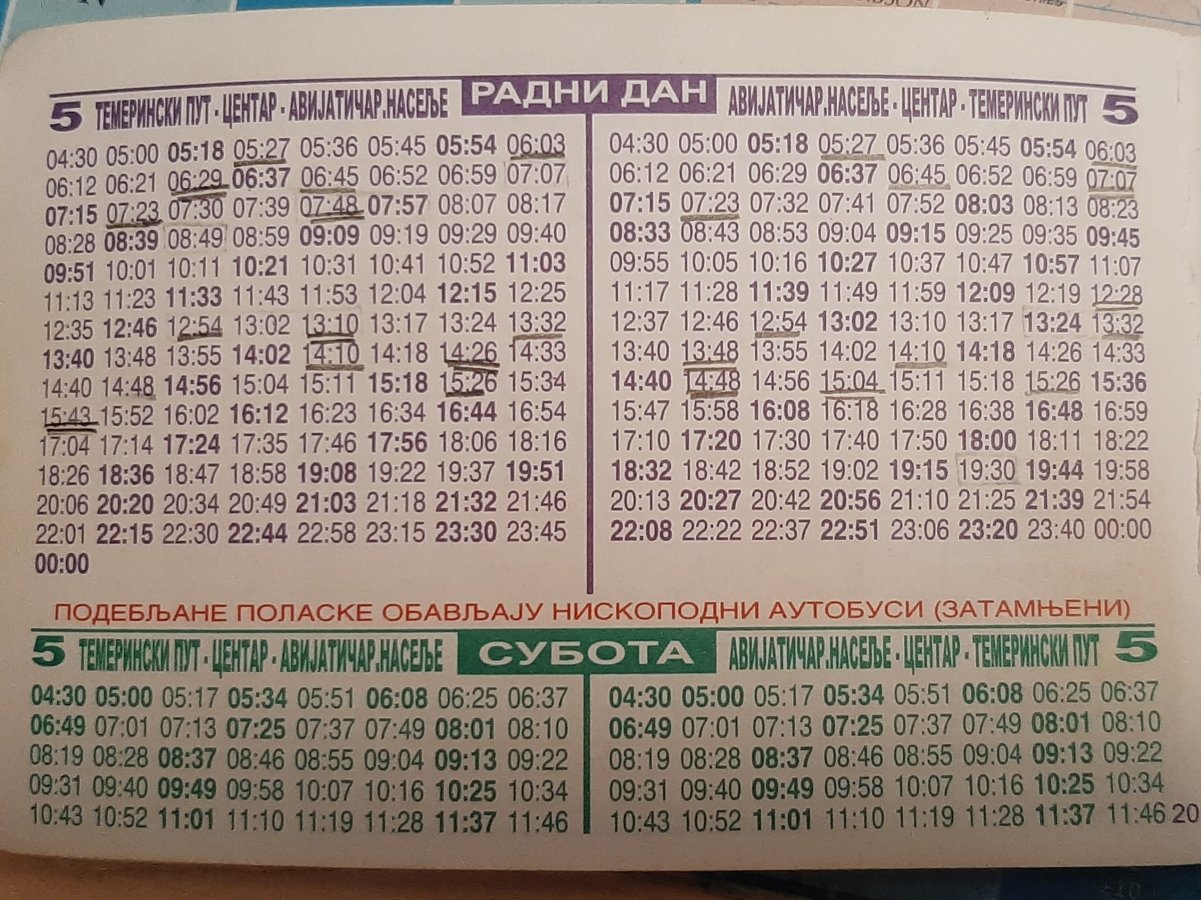 РАДНИ ДАН
5 ТЕМЕРИНСКИ ПУТ - ЦЕНТАР - АВИЈАТИЧАР.НАСЕЉЕ
04:30 05:00 05:18 05:27 05:36 05:45 05:54 06:03
06:12 06:21 06:29 06:37 06:45 06:52 06:59 07:07
07:15 07:23 07:30 07:39 07:48 07:57 08:07 08:17
08:28 08:39 08:49 08:59 09:09 09:19 09:29 09:40
09:51 10:01 10:11 10:21 10:31 10:41 10:52 11:03
11:13 11:23 11:33 11:43 11:53 12:04 12:15 12:25
12:35 12:46 12:54 13:02 13:10 13:17 13:24 13:32
13:40 13:48 13:55 14:02 14:10 14:18 14:26 14:33
14:40 14:48 14:56 15:04 15:11 15:18 15:26 15:34
15:43 15:52 16:02 16:12 16:23 16:34 16:44 16:54
17:04 17:14 17:24 17:35 17:46 17:56 18:06 18:16
18:26 18:36 18:47 18:58 19:08 19:22 19:37 19:51
20:06 20:20 20:34 20:49 21:03 21:18 21:32 21:46
22:01 22:15 22:30 22:44 22:58 23:15 23:30 23:45
00:00
АВИЈАТИЧАР.НАСЕЉЕ - ЦЕНТАР - ТЕМЕРИНСКИ ПУТ 5
04:30 05:00 05:18 05:27 05:36 05:45 05:54 06:03
06:12 06:21 06:29 06:37 06:45 06:52 06:59 07:07
07:15 07:23 07:32 07:41 07:52 08:03 08:13 08:23
08:33 08:43 08:53 09:04 09:15 09:25 09:35 09:45
09:55 10:05 10:16 10:27 10:37 10:47 10:57 11:07
11:17 11:28 11:39 11:49 11:59 12:09 12:19 12:28
12:37 12:46 12:54 13:02 13:10 13:17 13:24 13:32
13:40 13:48 13:55 14:02 14:10 14:18 14:26 14:33
14:40 14:48 14:56 15:04 15:11 15:18 15:26 15:36
15:47 15:58 16:08 16:18 16:28 16:38 16:48 16:59
17:10 17:20 17:30 17:40 17:50 18:00 18:11 18:22
18:32 18:42 18:52 19:02 19:15 19:30 19:44 19:58
20:13 20:27 20:42 20:56 21:10 21:25 21:39 21:54
22:08 22:22 22:37 22:51 23:06 23:20 23:40 00:00
ПОДЕБЉАНЕ ПОЛАСКЕ ОБАВЉАЈУ НИСКОПОДНИ АУТОБУСИ (ЗАТАМЊЕНИ)
СУБОТА
5 ТЕМЕРИНСКИ ПУТ - ЦЕНТАР - АВИЈАТИЧАР.НАСЕЉЕ
04:30 05:00 05:17 05:34 05:51 06:08 06:25 06:37
06:49 07:01 07:13 07:25 07:37 07:49 08:01 08:10
08:19 08:28 08:37 08:46 08:55 09:04 09:13 09:22
09:31 09:40 09:49 09:58 10:07 10:16 10:25 10:34
10:43 10:52 11:01 11:10 11:19 11:28 11:37 11:46
АВИЈАТИЧАР.НАСЕЉЕ - ЦЕНТАР - ТЕМЕРИНСКИ ПУТ 5
04:30 05:00 05:17 05:34 05:51 06:08 06:25 06:37
06:49 07:01 07:13 07:25 07:37 07:49 08:01 08:10
08:19 08:28 08:37 08:46 08:55 09:04 09:13 09:22
09:31 09:40 09:49 09:58 10:07 10:16 10:25 10:34
10:43 10:52 11:01 11:10 11:19 11:28 11:37 11:46 20